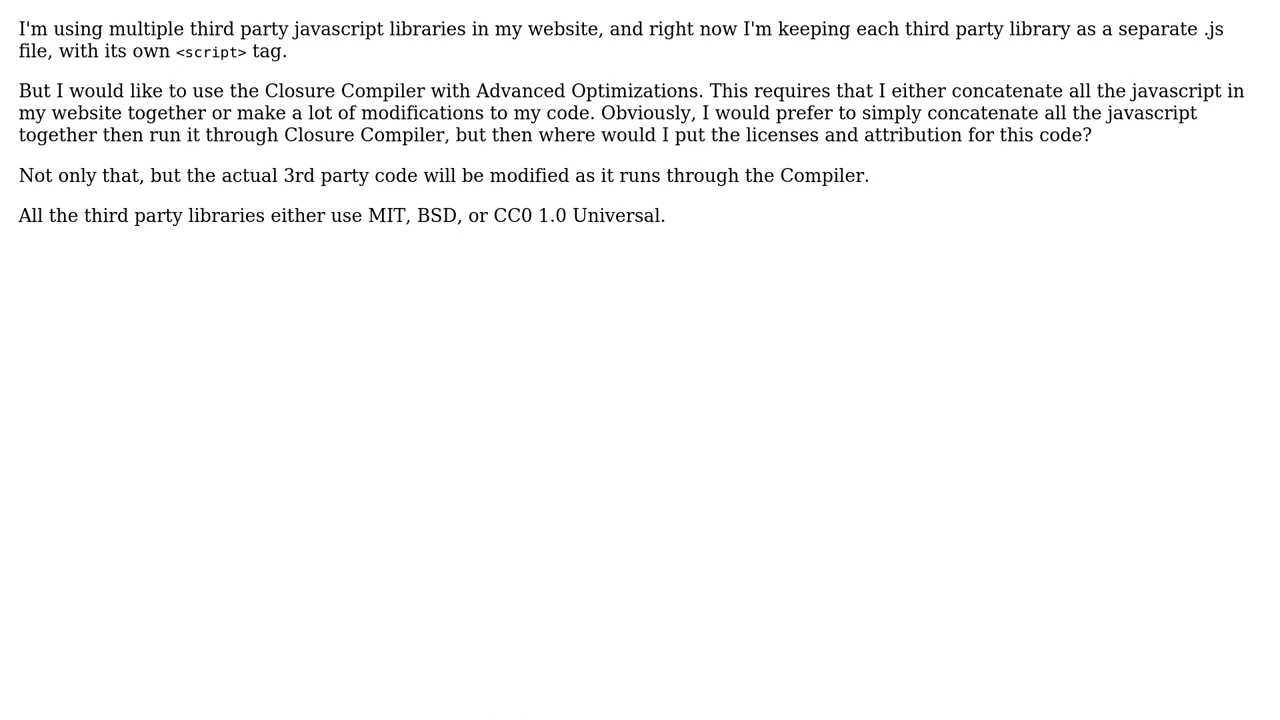 I'm using multiple third party javascript libraries in my website, and right now I'm keeping each third party library as a separate .js
file, with its own <script> tag.
But I would like to use the Closure Compiler with Advanced Optimizations. This requires that I either concatenate all the javascript in
my website together or make a lot of modifications to my code. Obviously, I would prefer to simply concatenate all the javascript
together then run it through Closure Compiler, but then where would I put the licenses and attribution for this code?
Not only that, but the actual 3rd party code will be modified as it runs through the Compiler.
All the third party libraries either use MIT, BSD, or CC0 1.0 Universal.